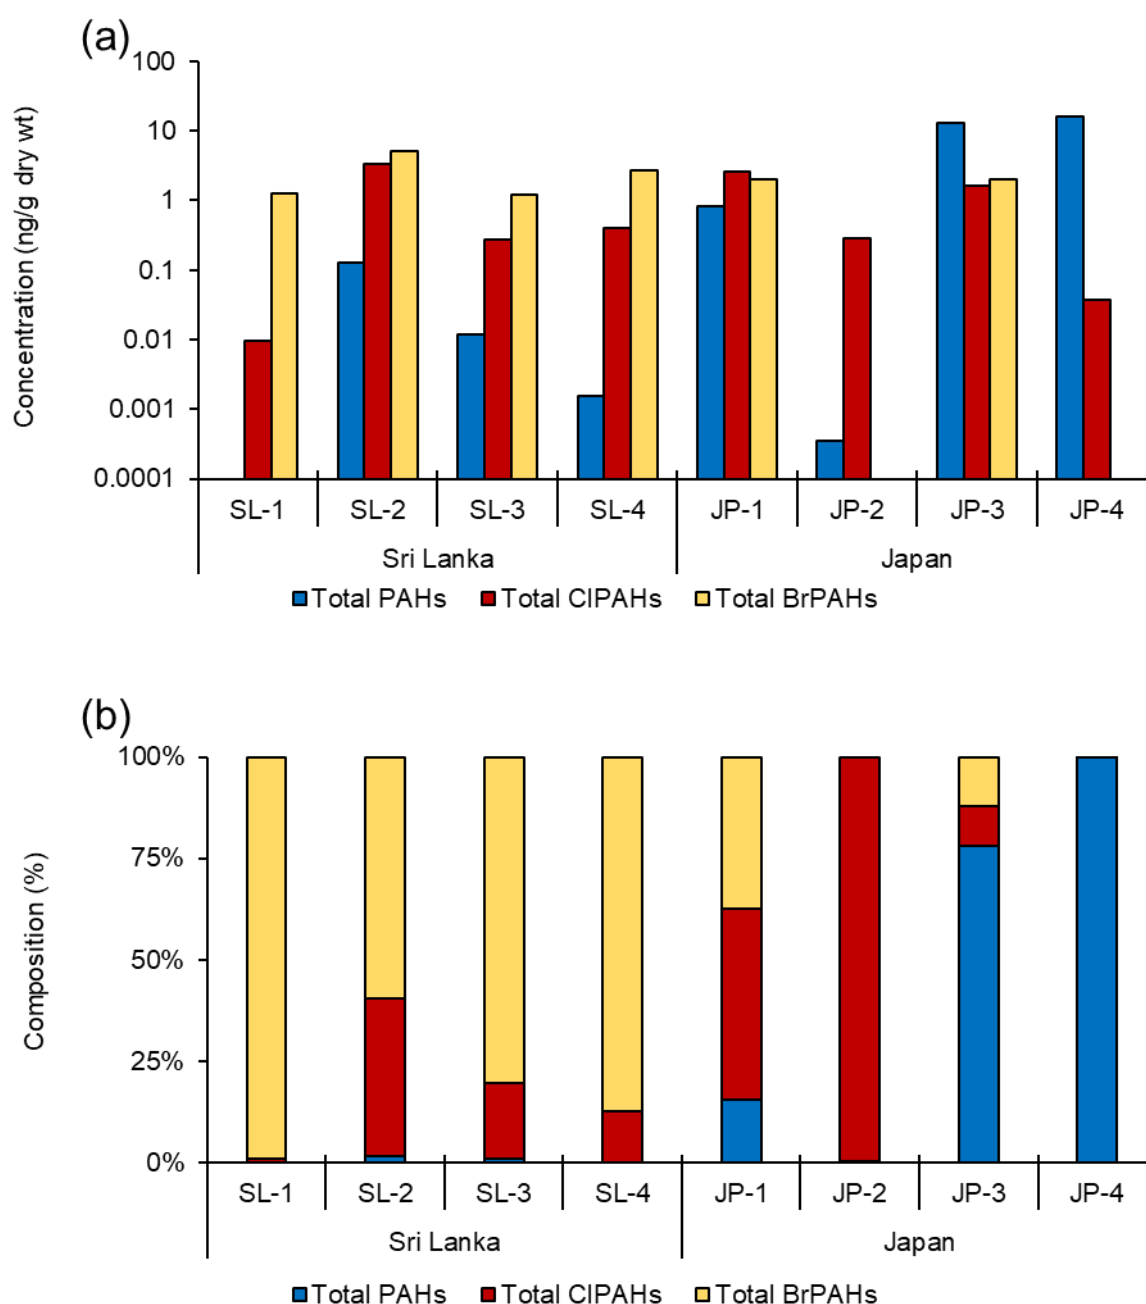 (a)
Concentration (ng/g dry wt)
100
10
1
0.1
0.01
0.001
0.0001
SL-1 SL-2 SL-3 SL-4 JP-1 JP-2 JP-3 JP-4
Sri Lanka Japan
Total PAHs Total ClPAHs Total BrPAHs
(b)
Composition (%)
100%
75%
50%
25%
0%
SL-1 SL-2 SL-3 SL-4 JP-1 JP-2 JP-3 JP-4
Sri Lanka Japan
Total PAHs Total ClPAHs Total BrPAHs